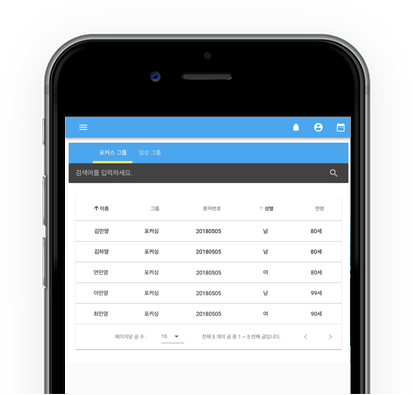 포커스 그룹 임상 그룹
검색어를 입력하세요.
이름 그룹 환자번호 성별 연령
김민영 포커싱 20180505 남 80세
김하영 포커싱 20180505 남 80세
안민영 포커싱 20180505 여 80세
이민영 포커싱 20180505 남 99세
최민영 포커싱 20180505 여 90세
페이지당 글 수 : 10 전체 5 개의 글 중 1 - 5 번째 글입니다.